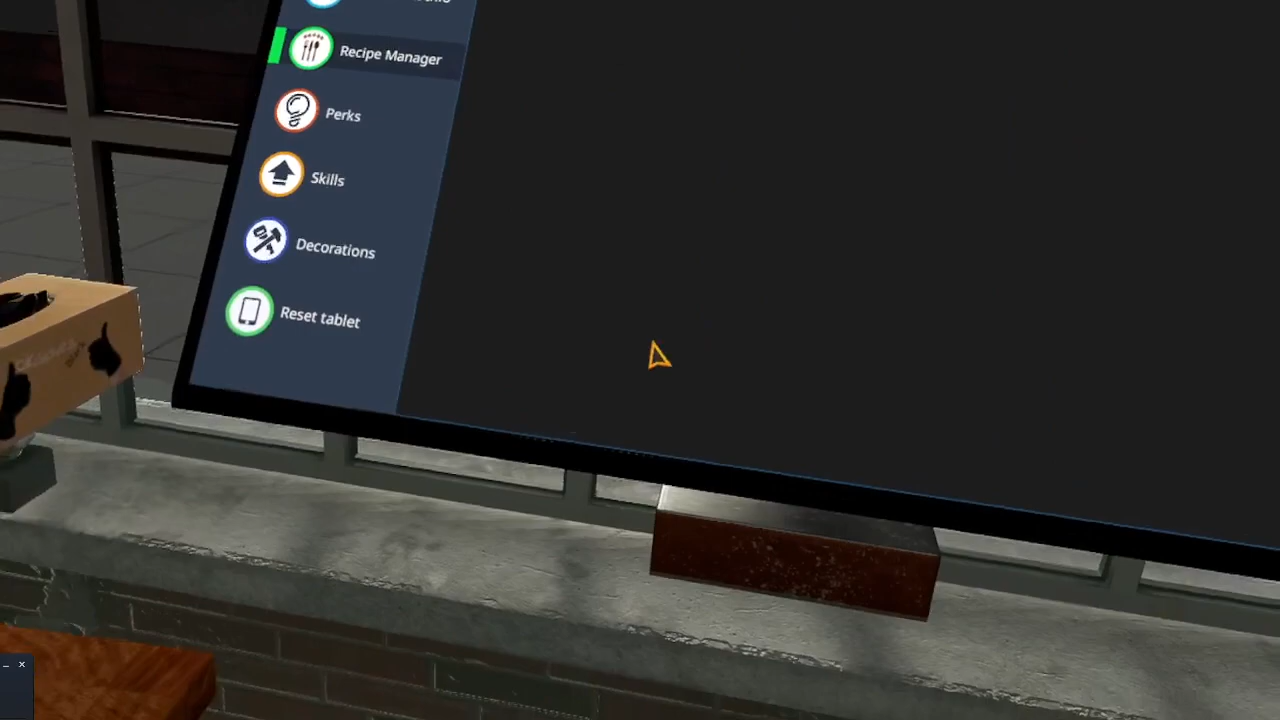 Recipe Manager
Perks
Skills
Decorations
Reset tablet